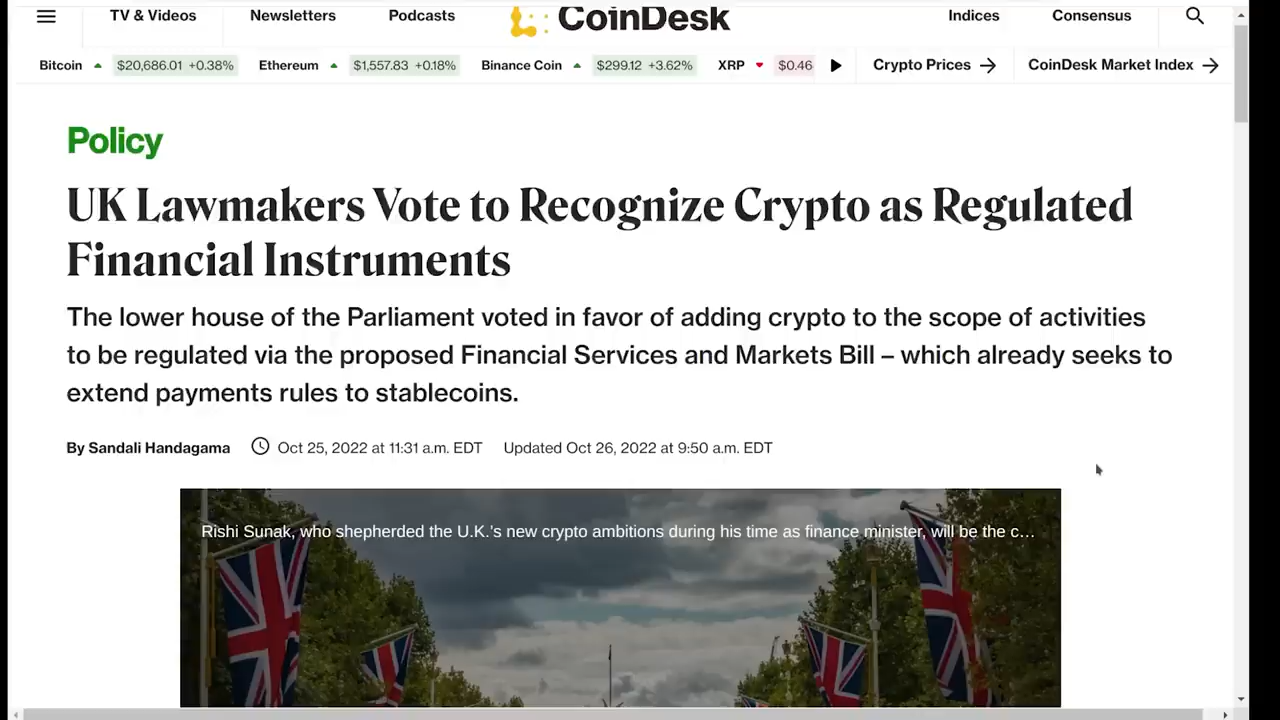 TV & Videos Newsletters Podcasts CoinDesk Indices Consensus
Bitcoin $20,686.01 +0.38% Ethereum $1,557.83 +0.18% Binance Coin $299.12 +3.62% XRP $0.46 Crypto Prices CoinDesk Market Index
Policy
UK Lawmakers Vote to Recognize Crypto as Regulated
Financial Instruments
The lower house of the Parliament voted in favor of adding crypto to the scope of activities
to be regulated via the proposed Financial Services and Markets Bill – which already seeks to
extend payments rules to stablecoins.
By Sandali Handagama Oct 25, 2022 at 11:31 a.m. EDT Updated Oct 26, 2022 at 9:50 a.m. EDT
Rishi Sunak, who shepherded the U.K.'s new crypto ambitions during his time as finance minister, will be the c…